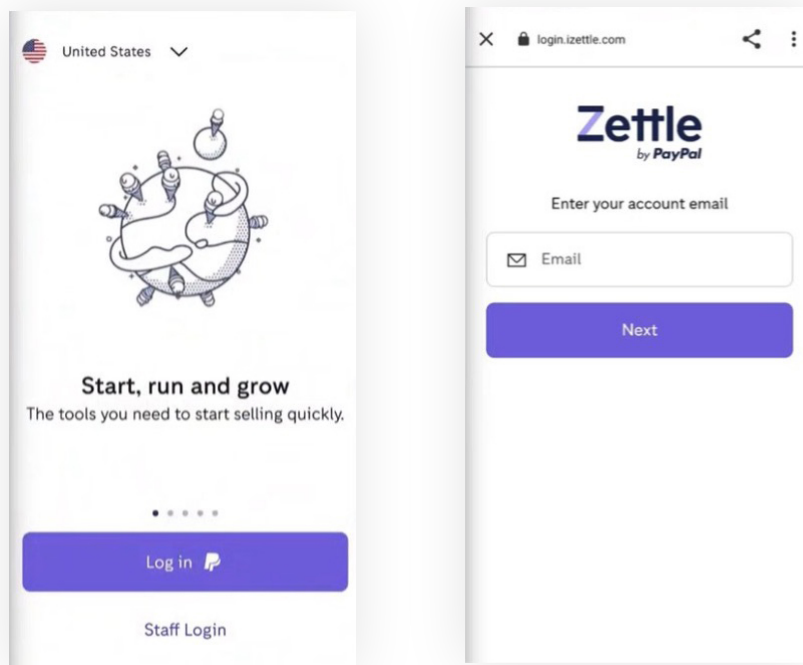 United States
Start, run and grow
The tools you need to start selling quickly.
Log in
Staff Login
login.izettle.com
Zettle
by PayPal
Enter your account email
Email
Next